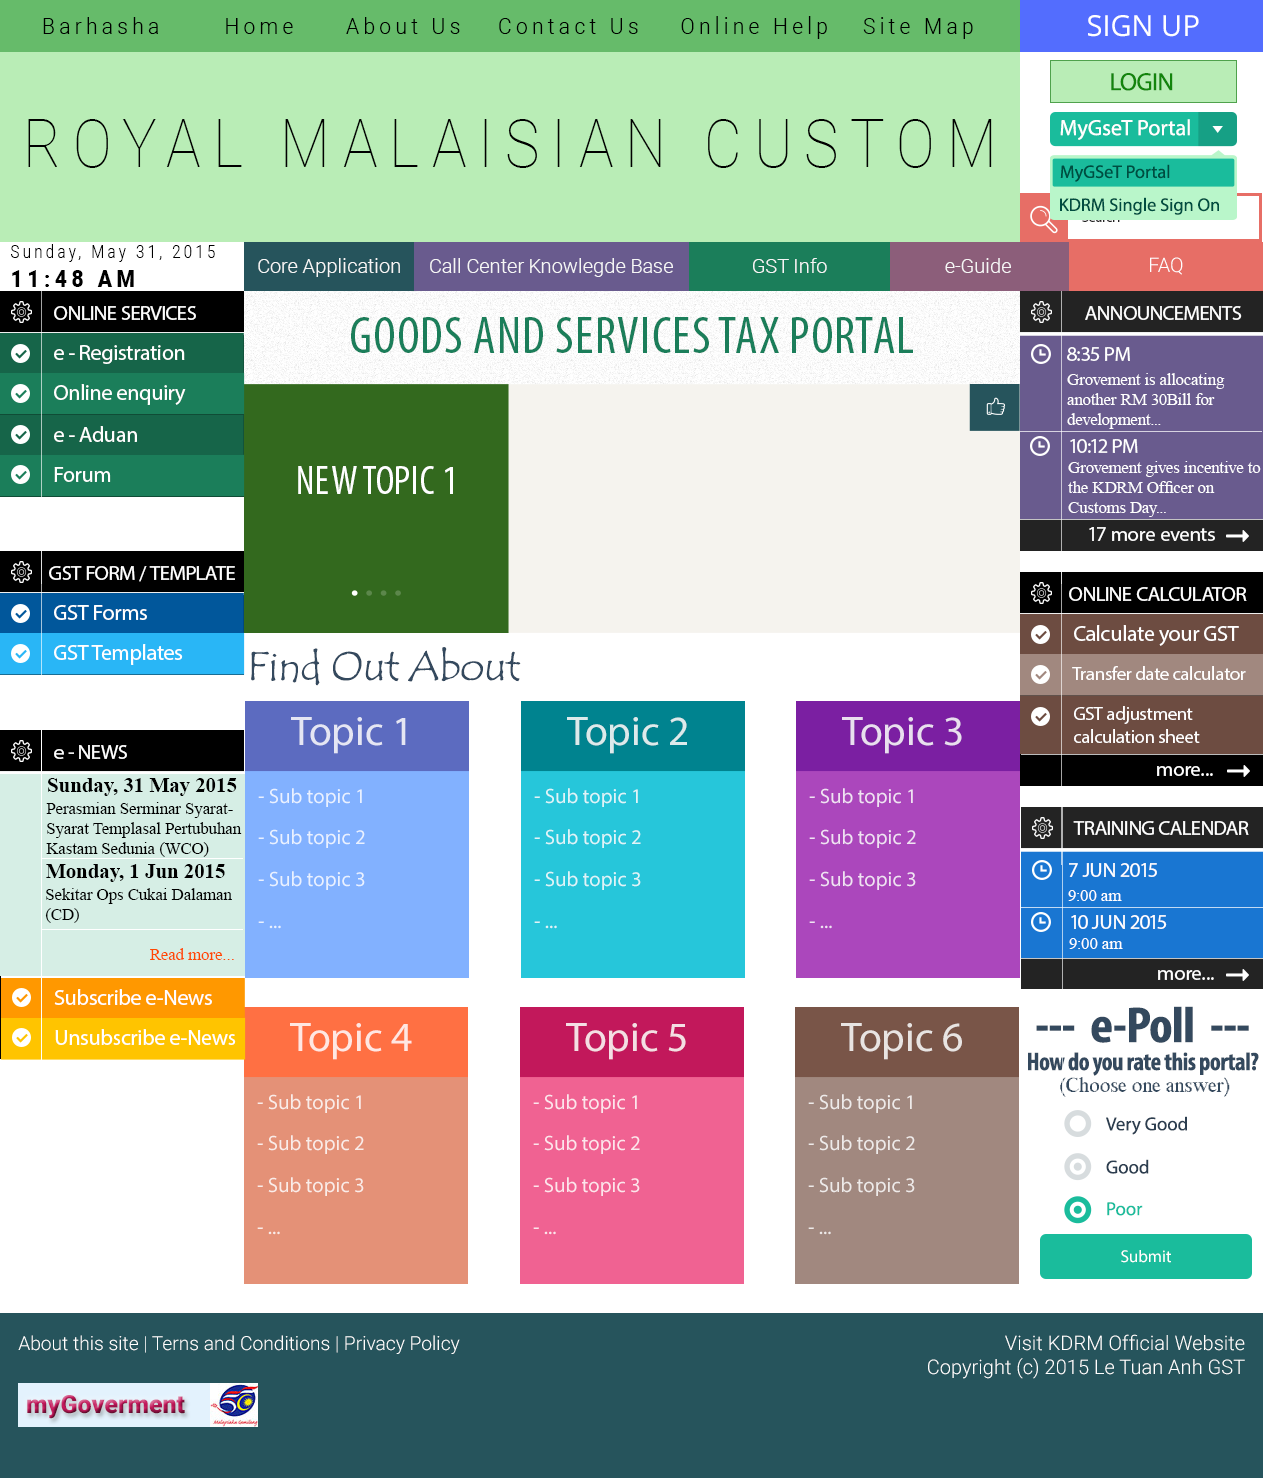 Barhasha Home About Us Contact Us Online Help Site Map
SIGN UP
ROYAL MALAISIAN CUSTOM
LOGIN
MyGseT Portal
MyGSeT Portal
KDRM Single Sign On
Search
Sunday, May 31, 2015
11:48 AM
Core Application Call Center Knowlegde Base GST Info e-Guide FAQ
ONLINE SERVICES
e - Registration
Online enquiry
e - Aduan
Forum
GST FORM / TEMPLATE
GST Forms
GST Templates
e - NEWS
Sunday, 31 May 2015
Perasmian Serminar Syarat-
Syarat Templasal Pertubuhan
Kastam Sedunia (WCO)
Monday, 1 Jun 2015
Sekitar Ops Cukai Dalaman
(CD)
Read more...
Subscribe e-News
Unsubscribe e-News
GOODS AND SERVICES TAX PORTAL
NEW TOPIC 1
Find Out About
Topic 1
- Sub topic 1
- Sub topic 2
- Sub topic 3
- ...
Topic 2
- Sub topic 1
- Sub topic 2
- Sub topic 3
- ...
Topic 3
- Sub topic 1
- Sub topic 2
- Sub topic 3
- ...
Topic 4
- Sub topic 1
- Sub topic 2
- Sub topic 3
- ...
Topic 5
- Sub topic 1
- Sub topic 2
- Sub topic 3
- ...
Topic 6
- Sub topic 1
- Sub topic 2
- Sub topic 3
- ...
ANNOUNCEMENTS
8:35 PM
Grovement is allocating
another RM 30Bill for
development...
10:12 PM
Grovement gives incentive to
the KDRM Officer on
Customs Day...
17 more events
ONLINE CALCULATOR
Calculate your GST
Transfer date calculator
GST adjustment
calculation sheet
more...
TRAINING CALENDAR
7 JUN 2015
9:00 am
10 JUN 2015
9:00 am
more...
--- e-Poll ---
How do you rate this portal?
(Choose one answer)
Very Good
Good
Poor
Submit
About this site | Terns and Conditions | Privacy Policy
Visit KDRM Official Website
Copyright (c) 2015 Le Tuan Anh GST
myGoverment